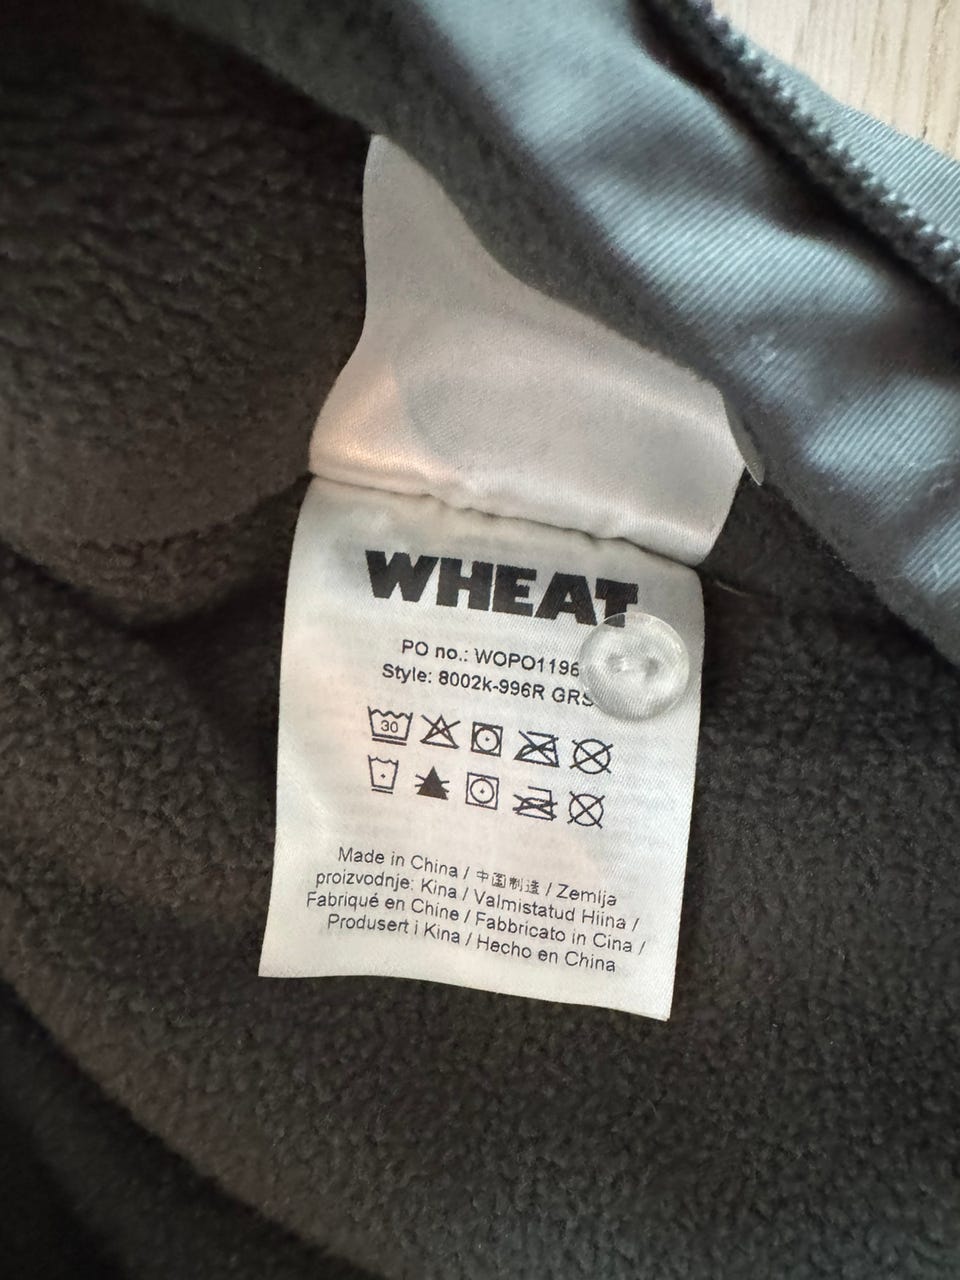 WHEAT
PO no.: WOPO1196
Style: 8002k-996R GRS
30
Made in China / 中国制造 / Zemlja
proizvodnje: Kina / Valmistatud Hiina /
Fabriqué en Chine / Fabbricato in Cina /
Produsert i Kina / Hecho en China